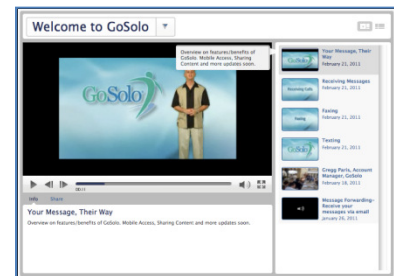 Welcome to GoSolo
Overview on features/benefits of
GoSolo. Mobile Access, Sharing
Content and more updates soon.
GoSolo
Info Share
Your Message, Their Way
Overview on features/benefits of GoSolo. Mobile Access, Sharing Content and more updates soon.
Your Message, Their
Way
February 21, 2011
Receiving Messages
February 21, 2011
Faxing
Faxing
February 21, 2011
Texting
February 21, 2011
Gregg Paris, Account
Manager, GoSolo
February 18, 2011
Message Forwarding-
Receive your
messages via email
January 26, 2011